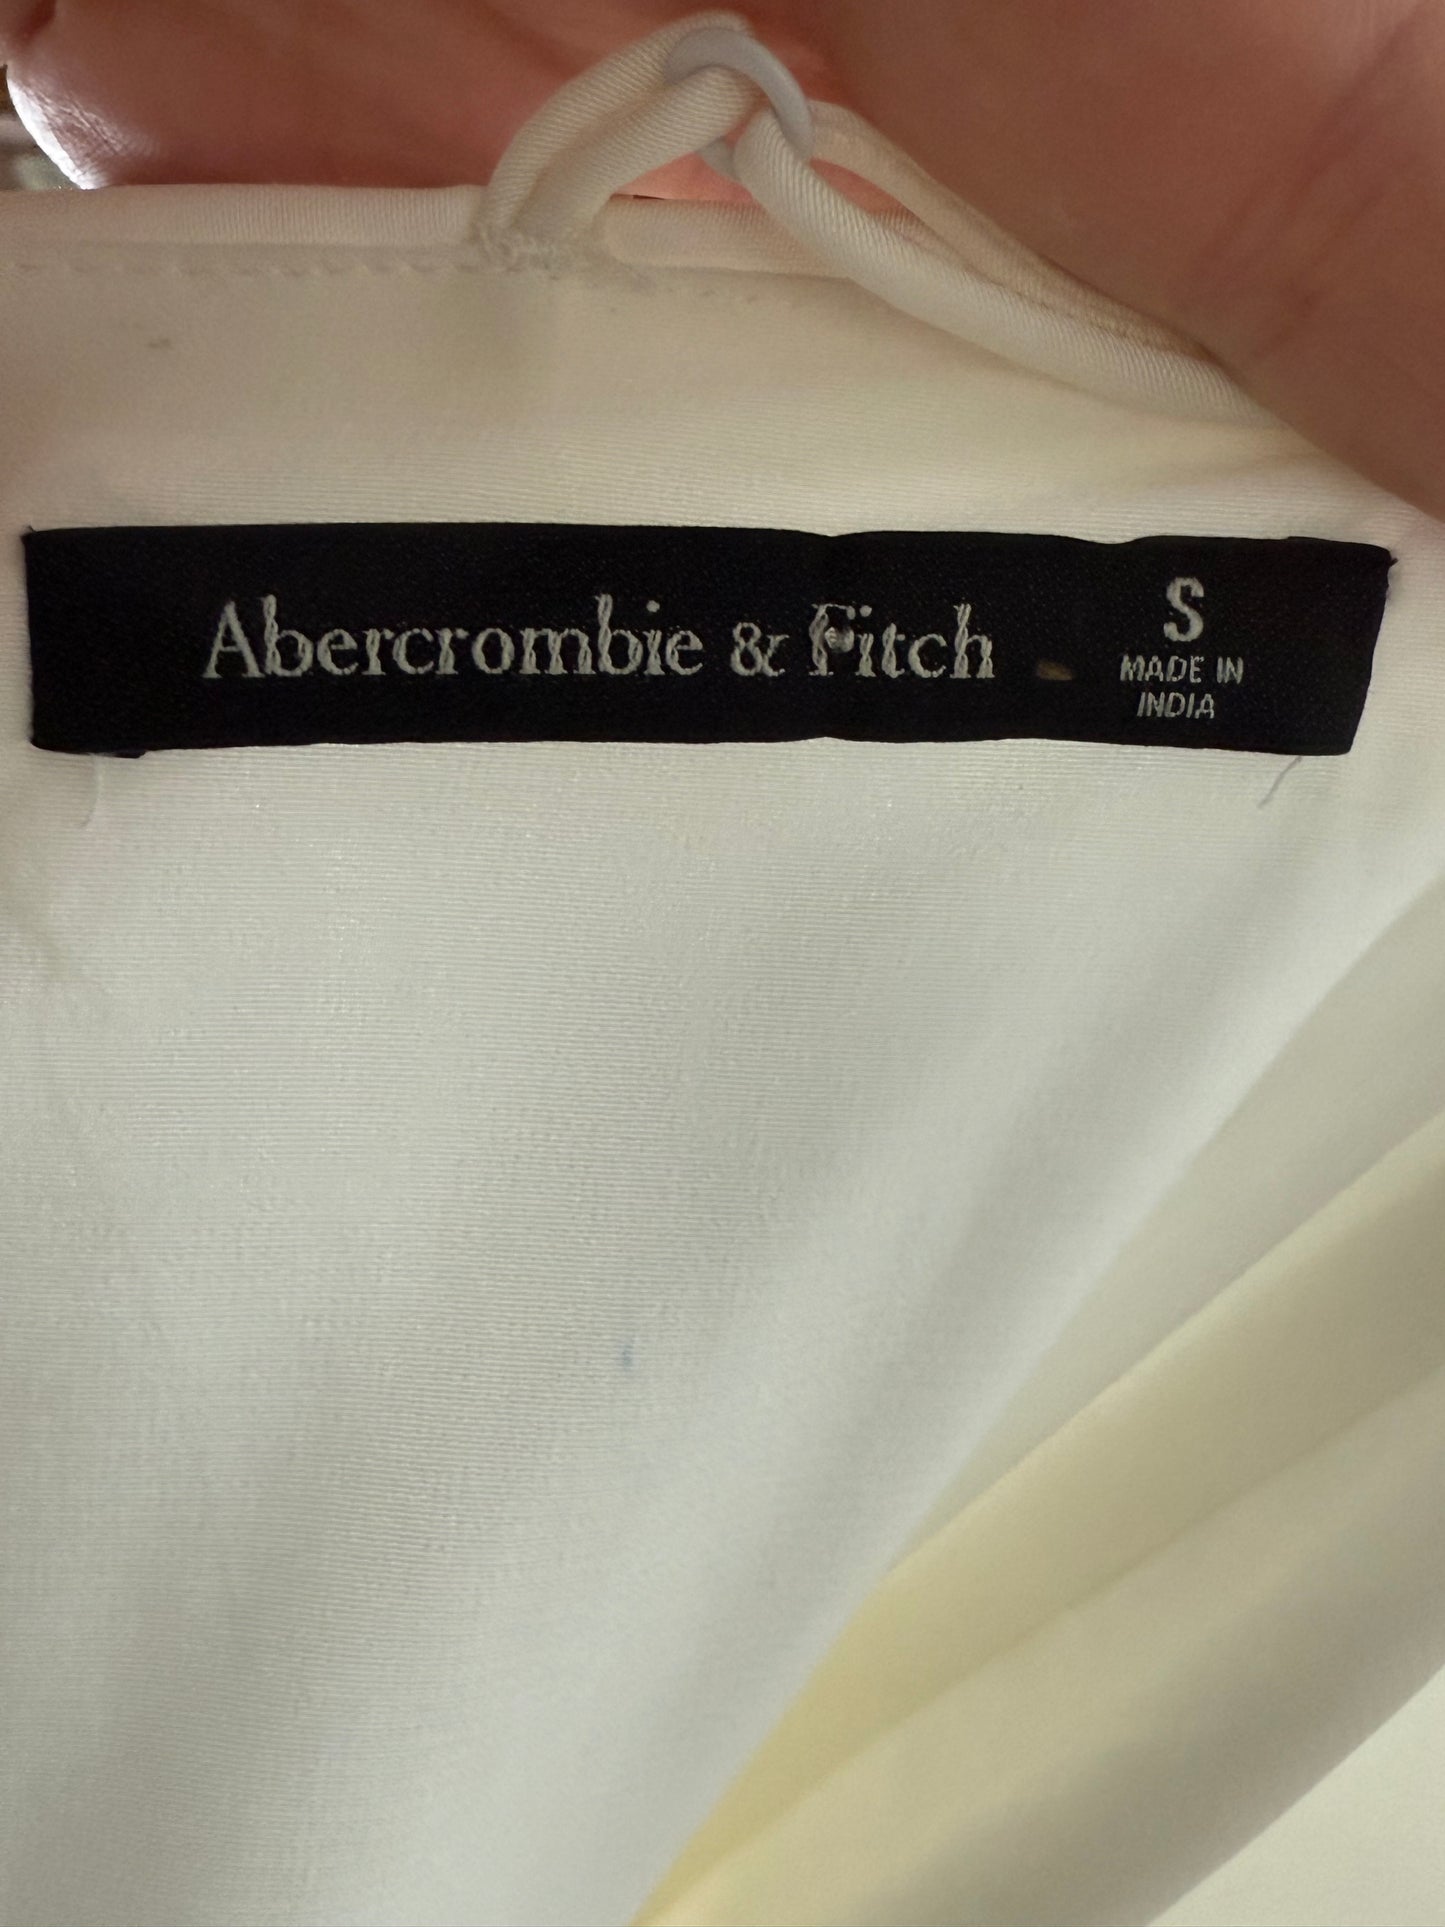 Abercrombie & Fitch
S
MADE IN
INDIA